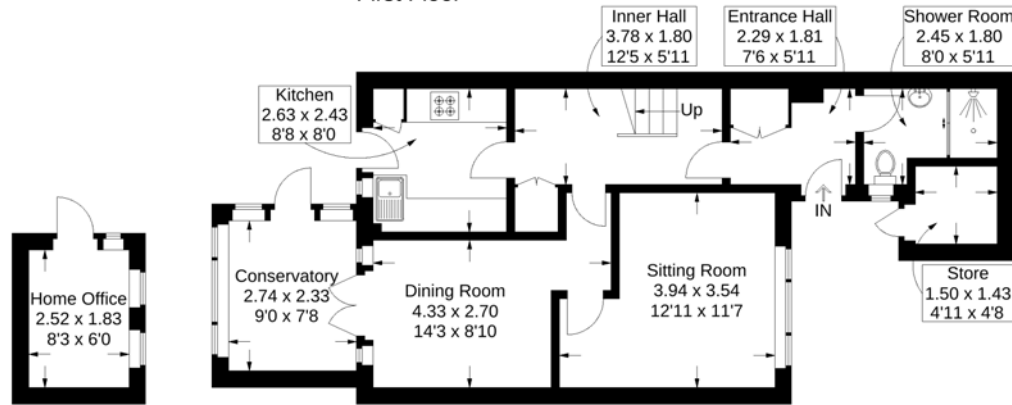 Inner Hall
3.78 x 1.80
12'5 x 5'11
Entrance Hall
2.29 x 1.81
7'6 x 5'11
Shower Room
2.45 x 1.80
8'0 x 5'11
Kitchen
2.63 x 2.43
8'8 x 8'0
Up
IN
Home Office
2.52 x 1.83
8'3 x 6'0
Conservatory
2.74 x 2.33
9'0 x 7'8
Dining Room
4.33 x 2.70
14'3 x 8'10
Sitting Room
3.94 x 3.54
12'11 x 11'7
Store
1.50 x 1.43
4'11 x 4'8